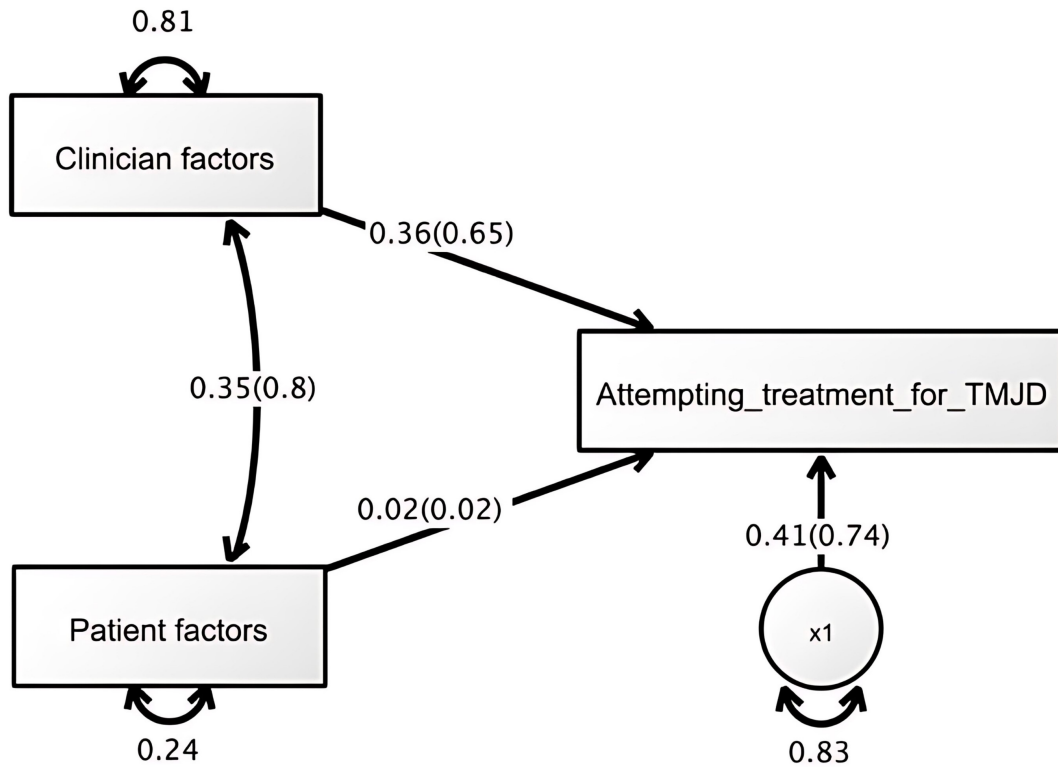 0.81
Clinician factors
0.36(0.65)
0.35(0.8)
Attempting_treatment_for_TMJD
0.02(0.02)
0.41(0.74)
Patient factors
x1
0.24
0.83